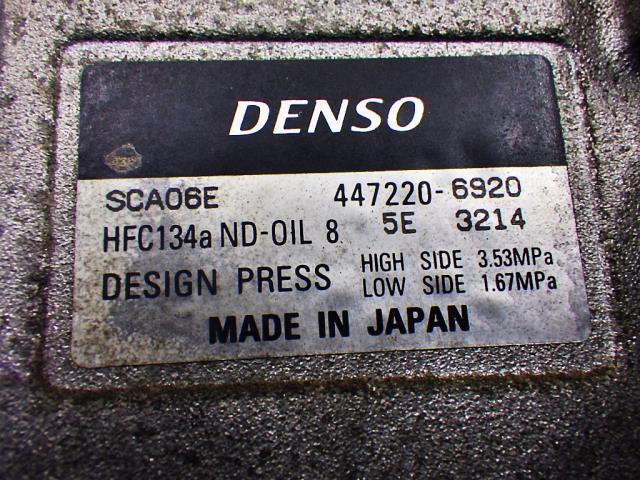 DENSO
SCA06E 447220-6920
HFC134a ND-OIL 8 5E 3214
DESIGN PRESS HIGH SIDE 3.53MPa
LOW SIDE 1.67MPa
MADE IN JAPAN